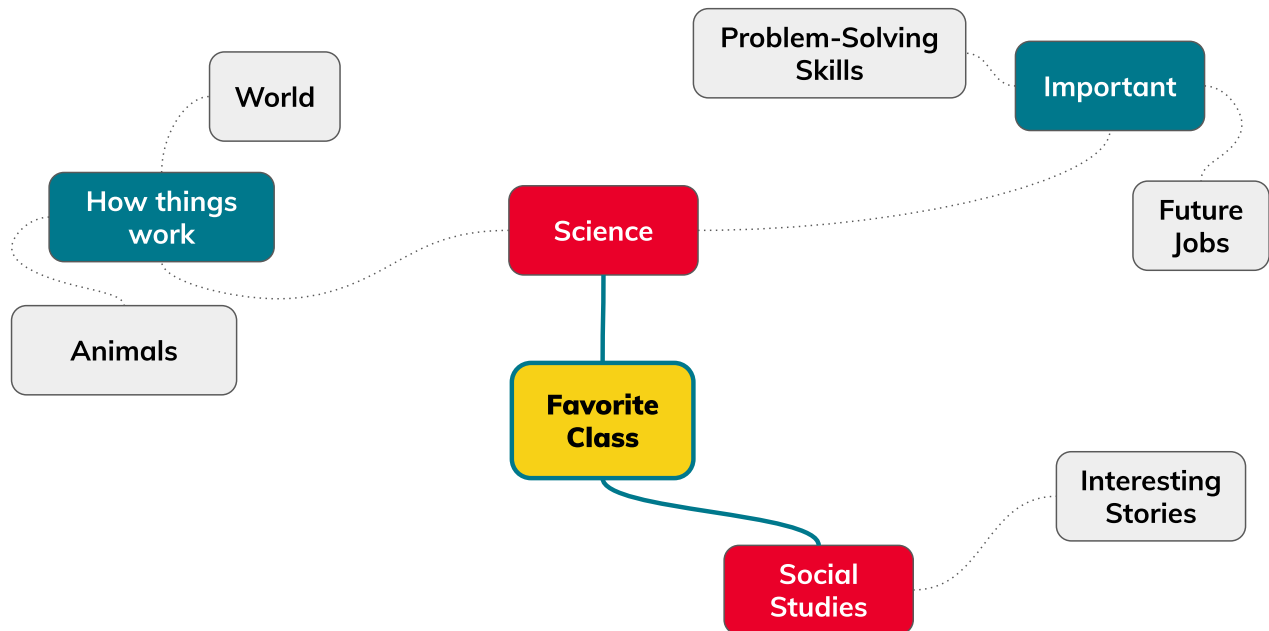 Problem-Solving
Skills
Important
World
How things
work
Future
Jobs
Science
Animals
Favorite
Class
Interesting
Stories
Social
Studies